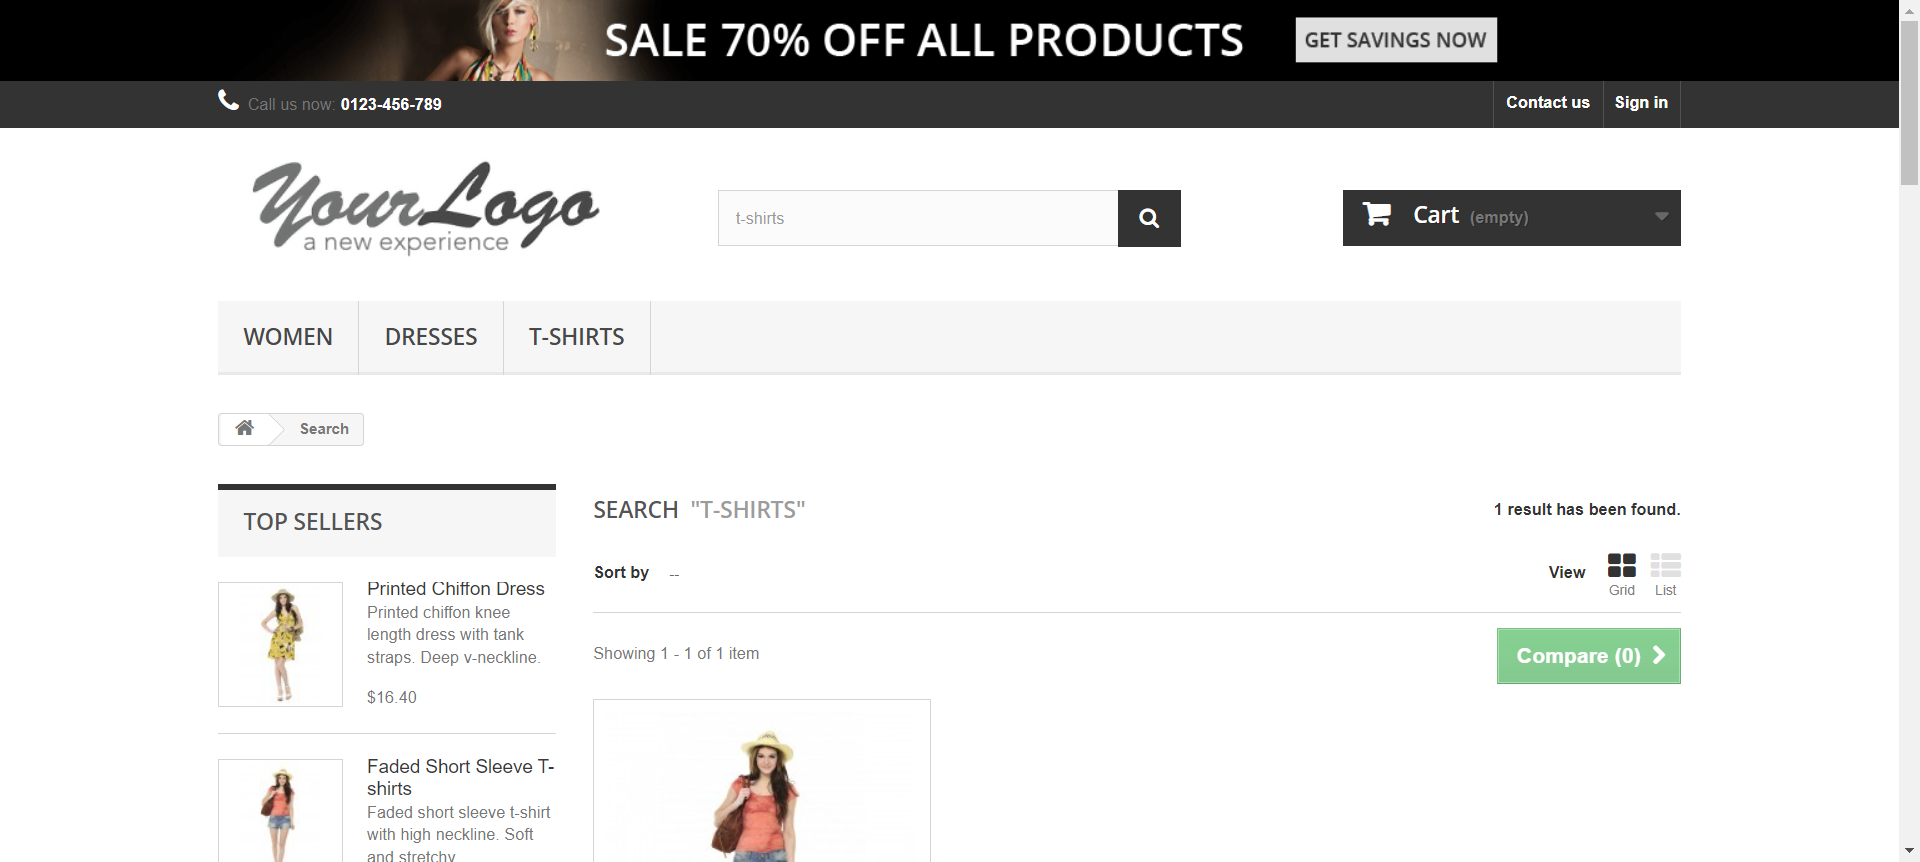 SALE 70% OFF ALL PRODUCTS
GET SAVINGS NOW
Call us now: 0123-456-789
Contact us
Sign in
YourLogo
a new experience
t-shirts
Cart (empty)
WOMEN
DRESSES
T-SHIRTS
Search
TOP SELLERS
Printed Chiffon Dress
Printed chiffon knee
length dress with tank
straps. Deep v-neckline.
$16.40
Faded Short Sleeve T-
shirts
Faded short sleeve t-shirt
with high neckline. Soft
and stretchy
SEARCH "T-SHIRTS"
1 result has been found.
Sort by --
View
Grid
List
Showing 1 - 1 of 1 item
Compare (0)